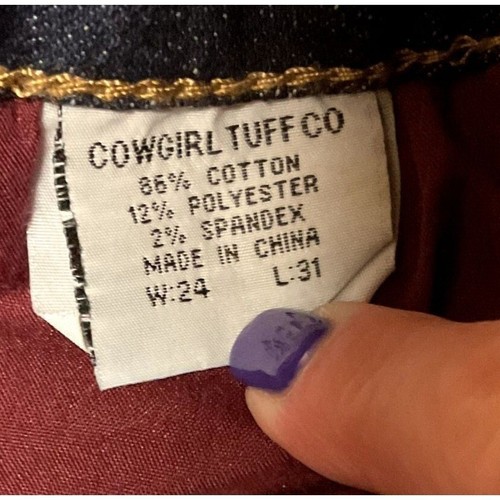 COWGIRL TUFF CO
86% COTTON
12% POLYESTER
2% SPANDEX
MADE IN CHINA
W:24 L:31